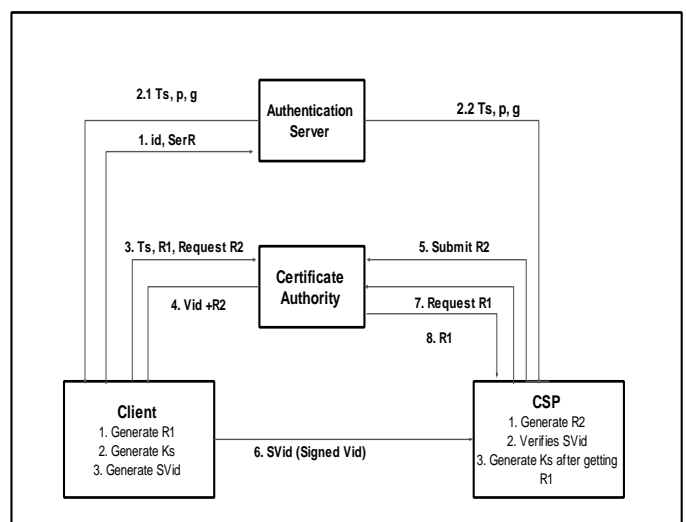 2.1 Ts, p, g
Authentication
Server
2.2 Ts, p, g
1. id, SerR
3. Ts, R1, Request R2
Certificate
Authority
5. Submit R2
4. Vid +R2
7. Request R1
8. R1
Client
1. Generate R1
2. Generate Ks
3. Generate SVid
6. SVid (Signed Vid)
CSP
1. Generate R2
2. Verifies SVid
3. Generate Ks after getting
R1